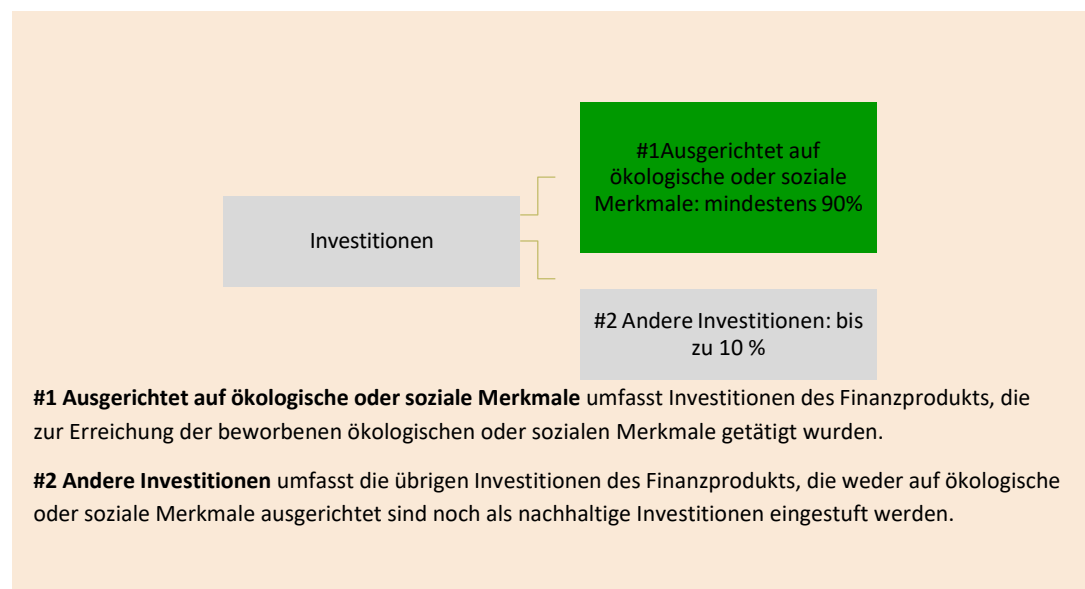 #1Ausgerichtet auf
ökologische oder soziale
Merkmale: mindestens 90%
Investitionen
#2 Andere Investitionen: bis
zu 10 %
#1 Ausgerichtet auf ökologische oder soziale Merkmale umfasst Investitionen des Finanzprodukts, die
zur Erreichung der beworbenen ökologischen oder sozialen Merkmale getätigt wurden.
#2 Andere Investitionen umfasst die übrigen Investitionen des Finanzprodukts, die weder auf ökologische
oder soziale Merkmale ausgerichtet sind noch als nachhaltige Investitionen eingestuft werden.